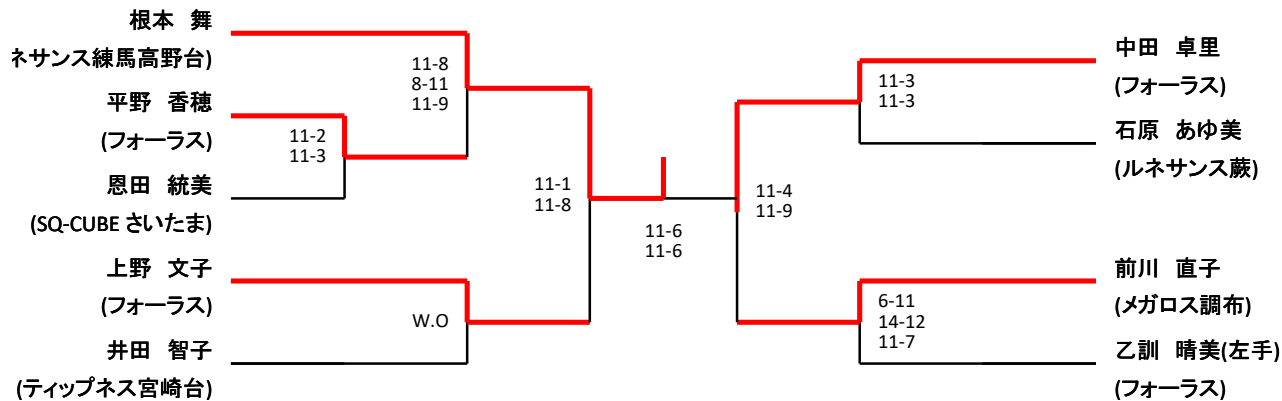 根本　舞
ネサンス練馬高野台)
平野　香穂
(フォーラス)
恩田　統美
(SQ-CUBE さいたま)
上野　文子
(フォーラス)
井田　智子
(ティップネス宮崎台)
11-8
8-11
11-9
11-2
11-3
W.O
11-1
11-8
11-6
11-6
11-4
11-9
11-3
11-3
6-11
14-12
11-7
中田　卓里
(フォーラス)
石原　あゆ美
(ルネサンス蕨)
前川　直子
(メガロス調布)
乙訓　晴美(左手)
(フォーラス)